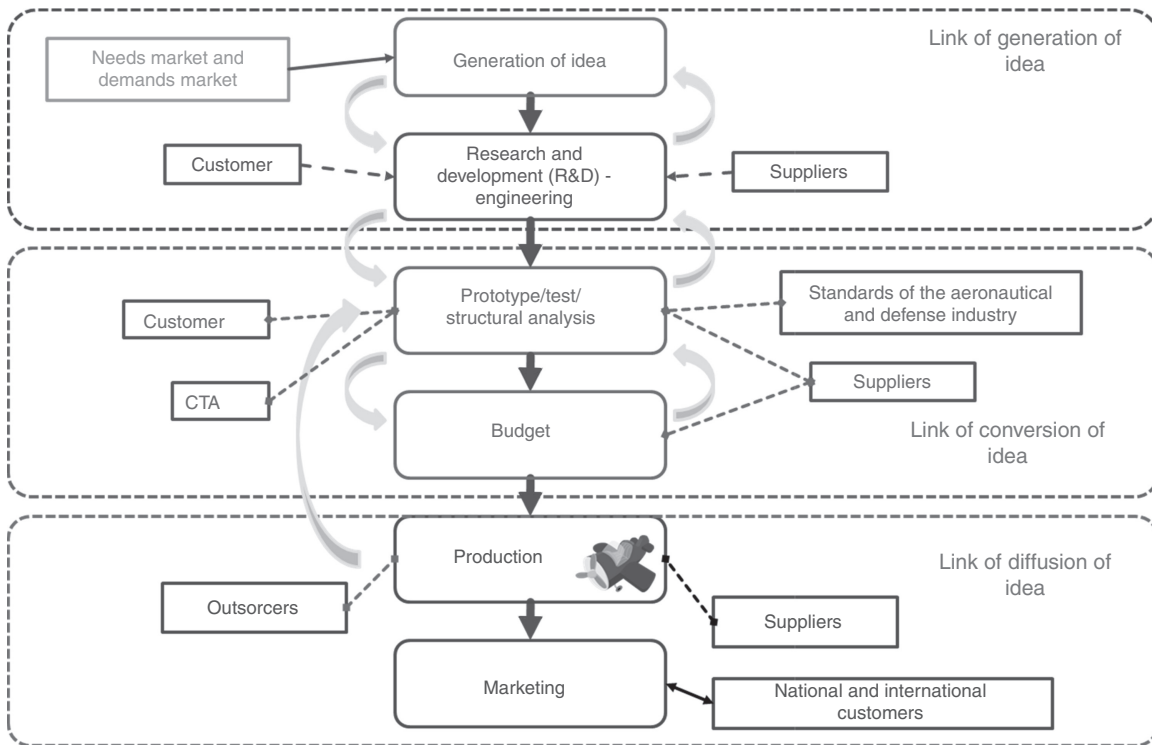 Needs market and
demands market
Generation of idea
Link of generation of
idea
Customer
Research and
development (R&D) -
engineering
Suppliers
Customer
Prototype/test/
structural analysis
Standards of the aeronautical
and defense industry
CTA
Suppliers
Budget
Link of conversion of
idea
Production
Link of diffusion of
idea
Outsorcers
Suppliers
Marketing
National and international
customers